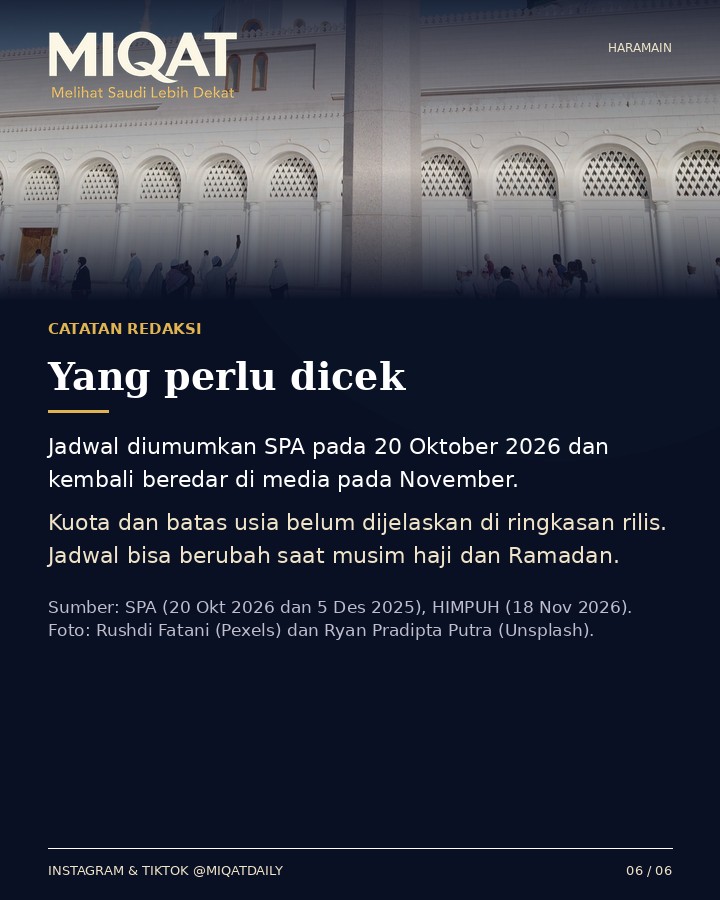 MIQAT
Melihat Saudi Lebih Dekat
HARAMAIN
CATATAN REDAKSI
Yang perlu dicek
Jadwal diumumkan SPA pada 20 Oktober 2026 dan
kembali beredar di media pada November.
Kuota dan batas usia belum dijelaskan di ringkasan rilis.
Jadwal bisa berubah saat musim haji dan Ramadan.
Sumber: SPA (20 Okt 2026 dan 5 Des 2025), HIMPUH (18 Nov 2026).
Foto: Rushdi Fatani (Pexels) dan Ryan Pradipta Putra (Unsplash).
INSTAGRAM & TIKTOK @MIQATDAILY
06 / 06